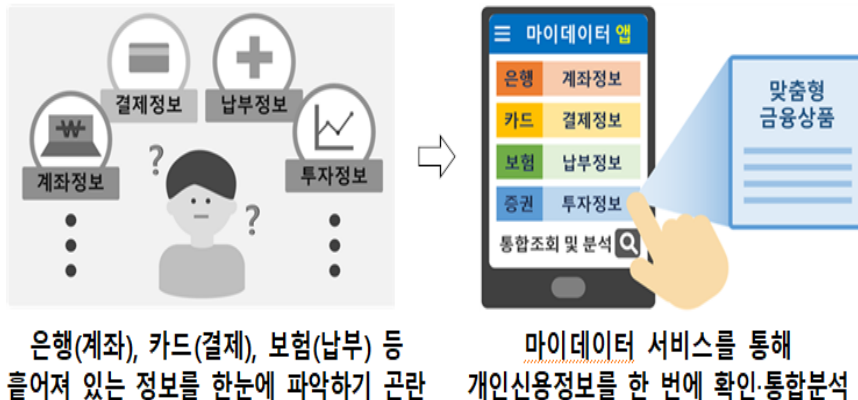 결제정보
납부정보
계좌정보
투자정보
?
?
은행(계좌), 카드(결제), 보험(납부) 등
흩어져 있는 정보를 한눈에 파악하기 곤란
마이데이터 앱
은행 계좌정보
카드 결제정보
보험 납부정보
증권 투자정보
통합조회 및 분석
맞춤형
금융상품
마이데이터 서비스를 통해
개인신용정보를 한 번에 확인·통합분석